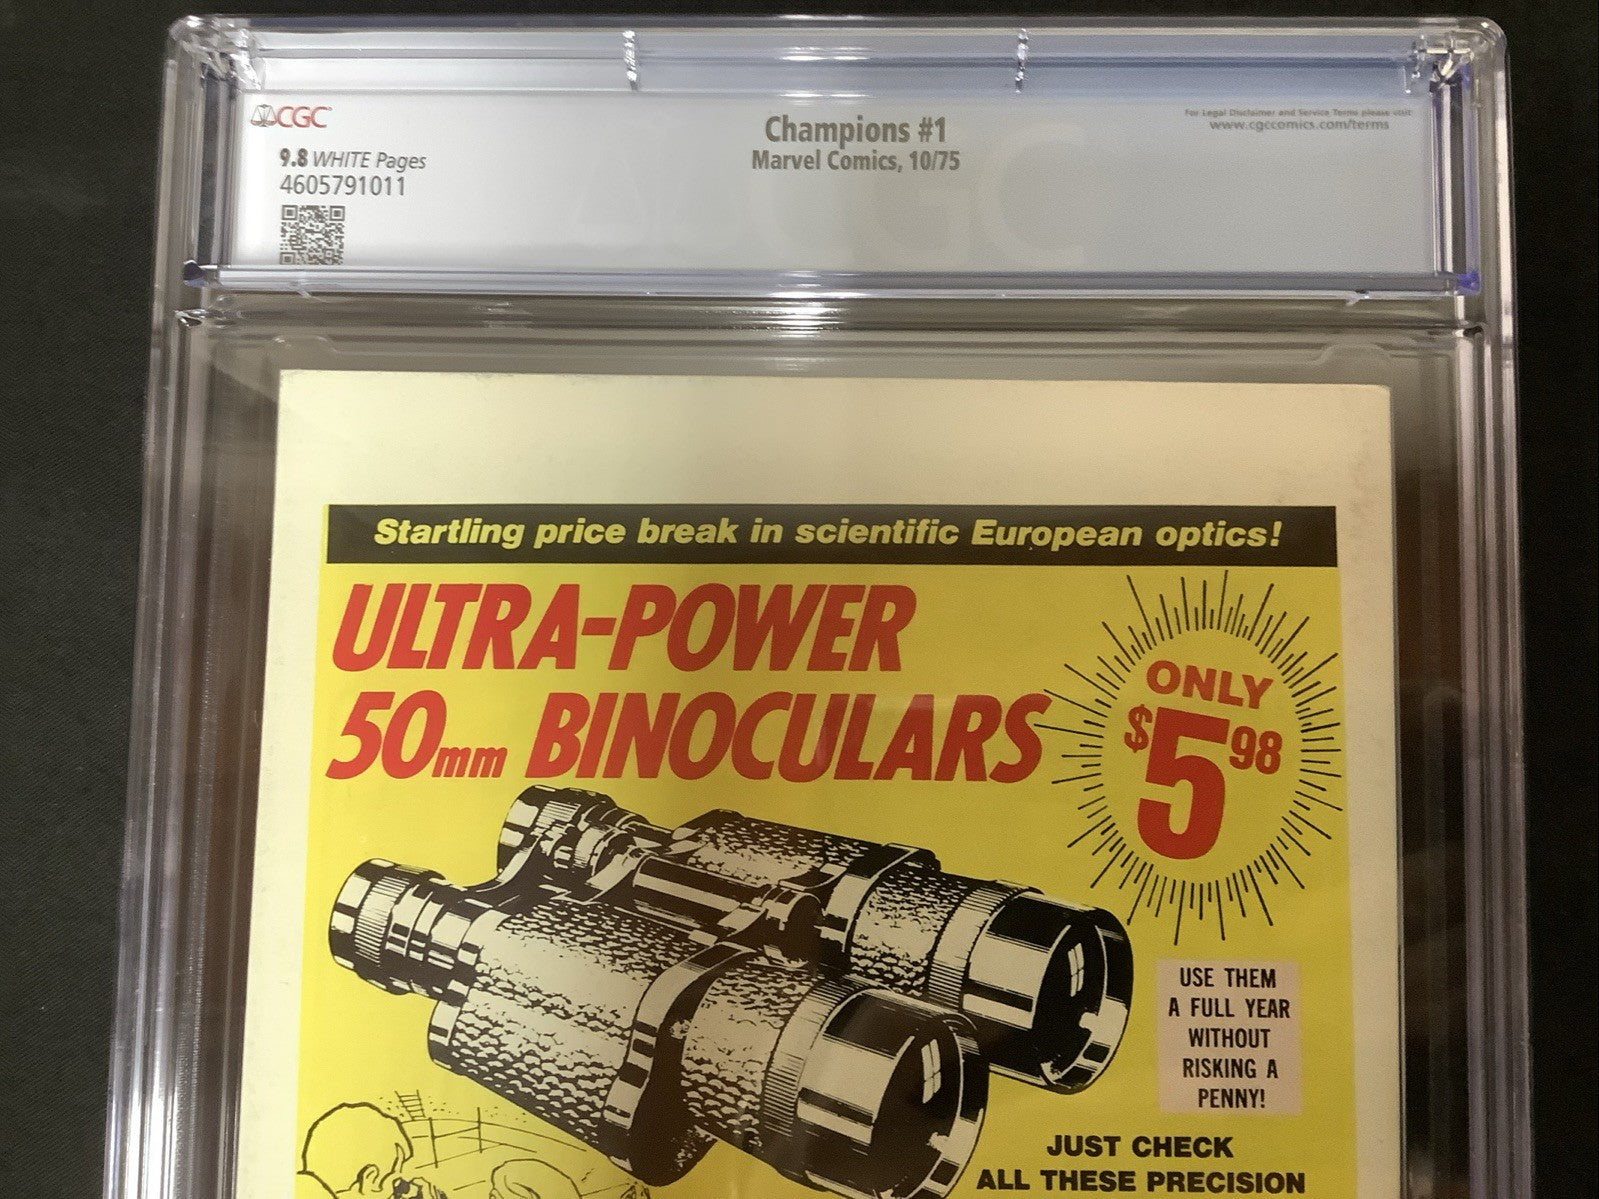 CGC
9.8 WHITE Pages
4605791011
Champions #1
Marvel Comics, 10/75
For Legal Disclaimer and Service Terms please visit
www.cgccomics.com/terms
Startling price break in scientific European optics!
ULTRA-POWER
50mm BINOCULARS
ONLY
$5 98
USE THEM
A FULL YEAR
WITHOUT
RISKING A
PENNY!
JUST CHECK
ALL THESE PRECISION